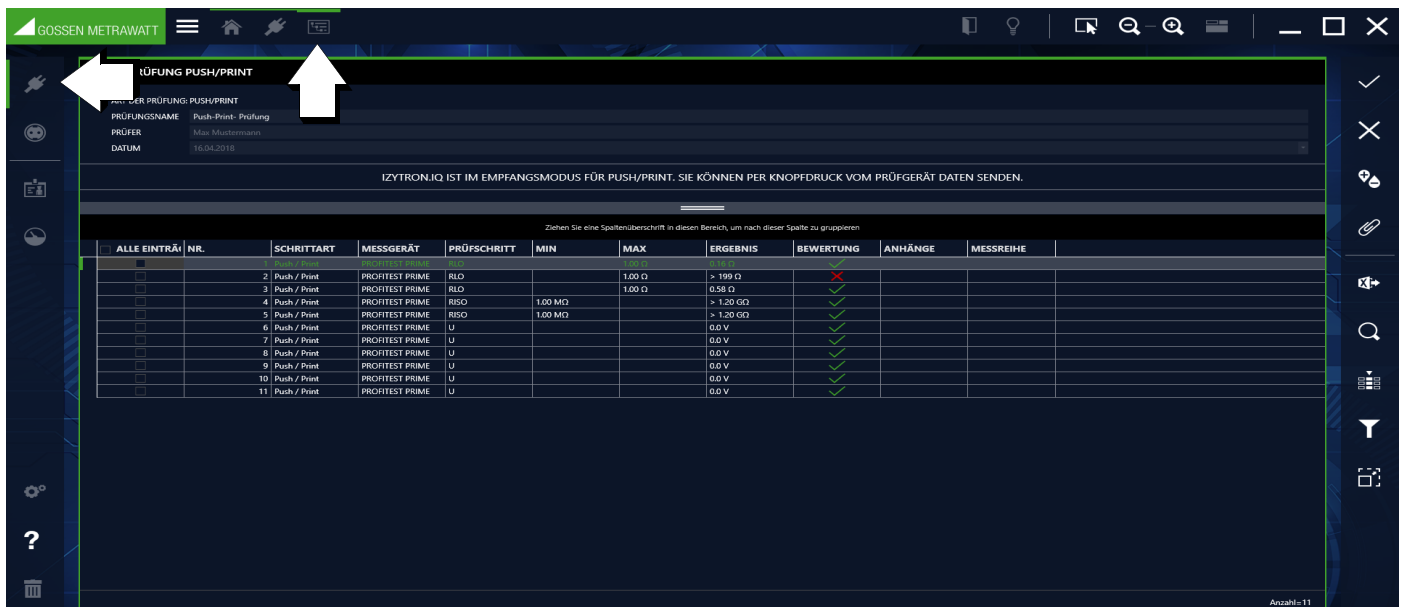 GOSSEN METRAWATT
RÜFUNG PUSH/PRINT
ART DER PRÜFUNG: PUSH/PRINT
PRÜFUNGSNAME Push-Print- Prüfung
PRÜFER Max Mustermann
DATUM 16.04.2018
IZYTRON.IQ IST IM EMPFANGSMODUS FÜR PUSH/PRINT. SIE KÖNNEN PER KNOPFDRUCK VOM PRÜFGERÄT DATEN SENDEN.
Ziehen Sie eine Spaltenüberschrift in diesen Bereich, um nach dieser Spalte zu gruppieren
ALLE EINTRÄ NR. SCHRITTART MESSGERÄT PRÜFSCHRITT MIN MAX ERGEBNIS BEWERTUNG ANHÄNGE MESSREIHE
1 Push / Print PROFITEST PRIME RLO 1.00 Ω 0.16 Ω
2 Push / Print PROFITEST PRIME RLO 1.00 Ω > 199 Ω
3 Push / Print PROFITEST PRIME RLO 1.00 Ω 0.58 Ω
4 Push / Print PROFITEST PRIME RISO 1.00 MΩ > 1.20 GΩ
5 Push / Print PROFITEST PRIME RISO 1.00 MΩ > 1.20 GΩ
6 Push / Print PROFITEST PRIME U 0.0 V
7 Push / Print PROFITEST PRIME U 0.0 V
8 Push / Print PROFITEST PRIME U 0.0 V
9 Push / Print PROFITEST PRIME U 0.0 V
10 Push / Print PROFITEST PRIME U 0.0 V
11 Push / Print PROFITEST PRIME U 0.0 V
?
Anzahl=11